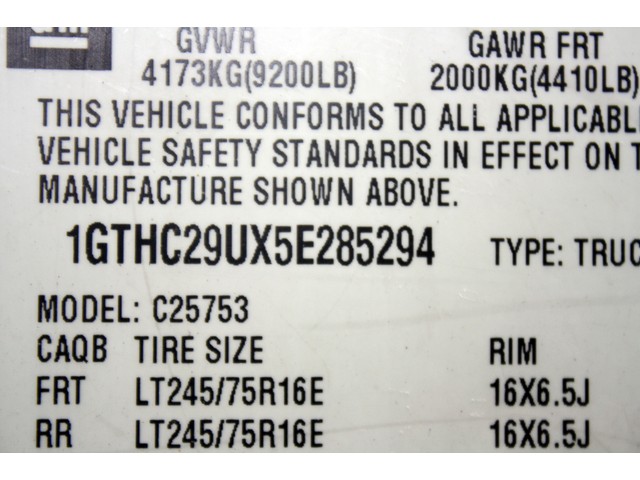 GM
GVWR GAWR FRT
4173KG(9200LB) 2000KG(4410LB)
THIS VEHICLE CONFORMS TO ALL APPLICABL
VEHICLE SAFETY STANDARDS IN EFFECT ON T
MANUFACTURE SHOWN ABOVE.
1GTHC29UX5E285294 TYPE: TRUC
MODEL: C25753
CAQB TIRE SIZE RIM
FRT LT245/75R16E 16X6.5J
RR LT245/75R16E 16X6.5J